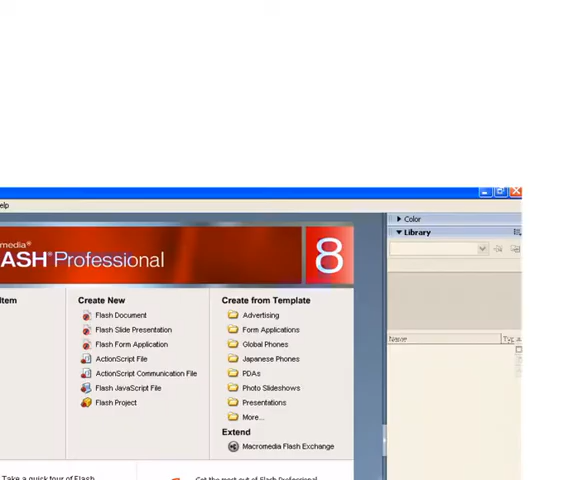 elp
Color
Library
media®
ASH® Professional
8
Item
Create New
Create from Template
Flash Document
Advertising
Flash Slide Presentation
Form Applications
Flash Form Application
Global Phones
ActionScript File
Japanese Phones
ActionScript Communication File
PDAs
Flash JavaScript File
Photo Slideshows
Flash Project
Presentations
More...
Extend
Macromedia Flash Exchange
Name
Take a quick tour of Flash
Get the most out of Flash Professional